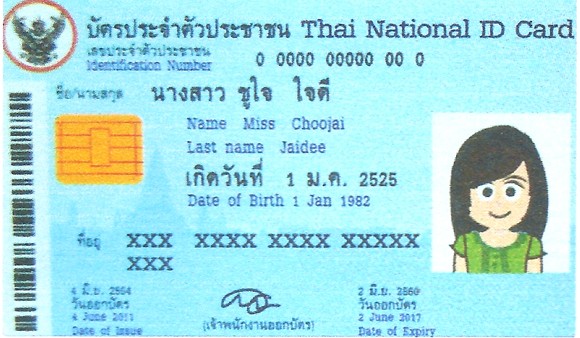 บัตรประจำตัวประชาชน Thai National ID Card
เลขประจำตัวประชาชน
Identification Number 0 0000 00000 00 0
ชื่อ/นามสกุล นางสาว ชูใจ ใจดี
Name Miss Choojai
Last name Jaidee
เกิดวันที่ 1 ม.ค. 2525
Date of Birth 1 Jan 1982
ที่อยู่ XXX XXXX XXXX XXXXX
XXX
4 มิ.ย. 2554
วันออกบัตร
4 June 2011
Date of Issue
(เจ้าพนักงานออกบัตร)
2 มิ.ย. 2560
วันบัตรหมดอายุ
2 June 2017
Date of Expiry